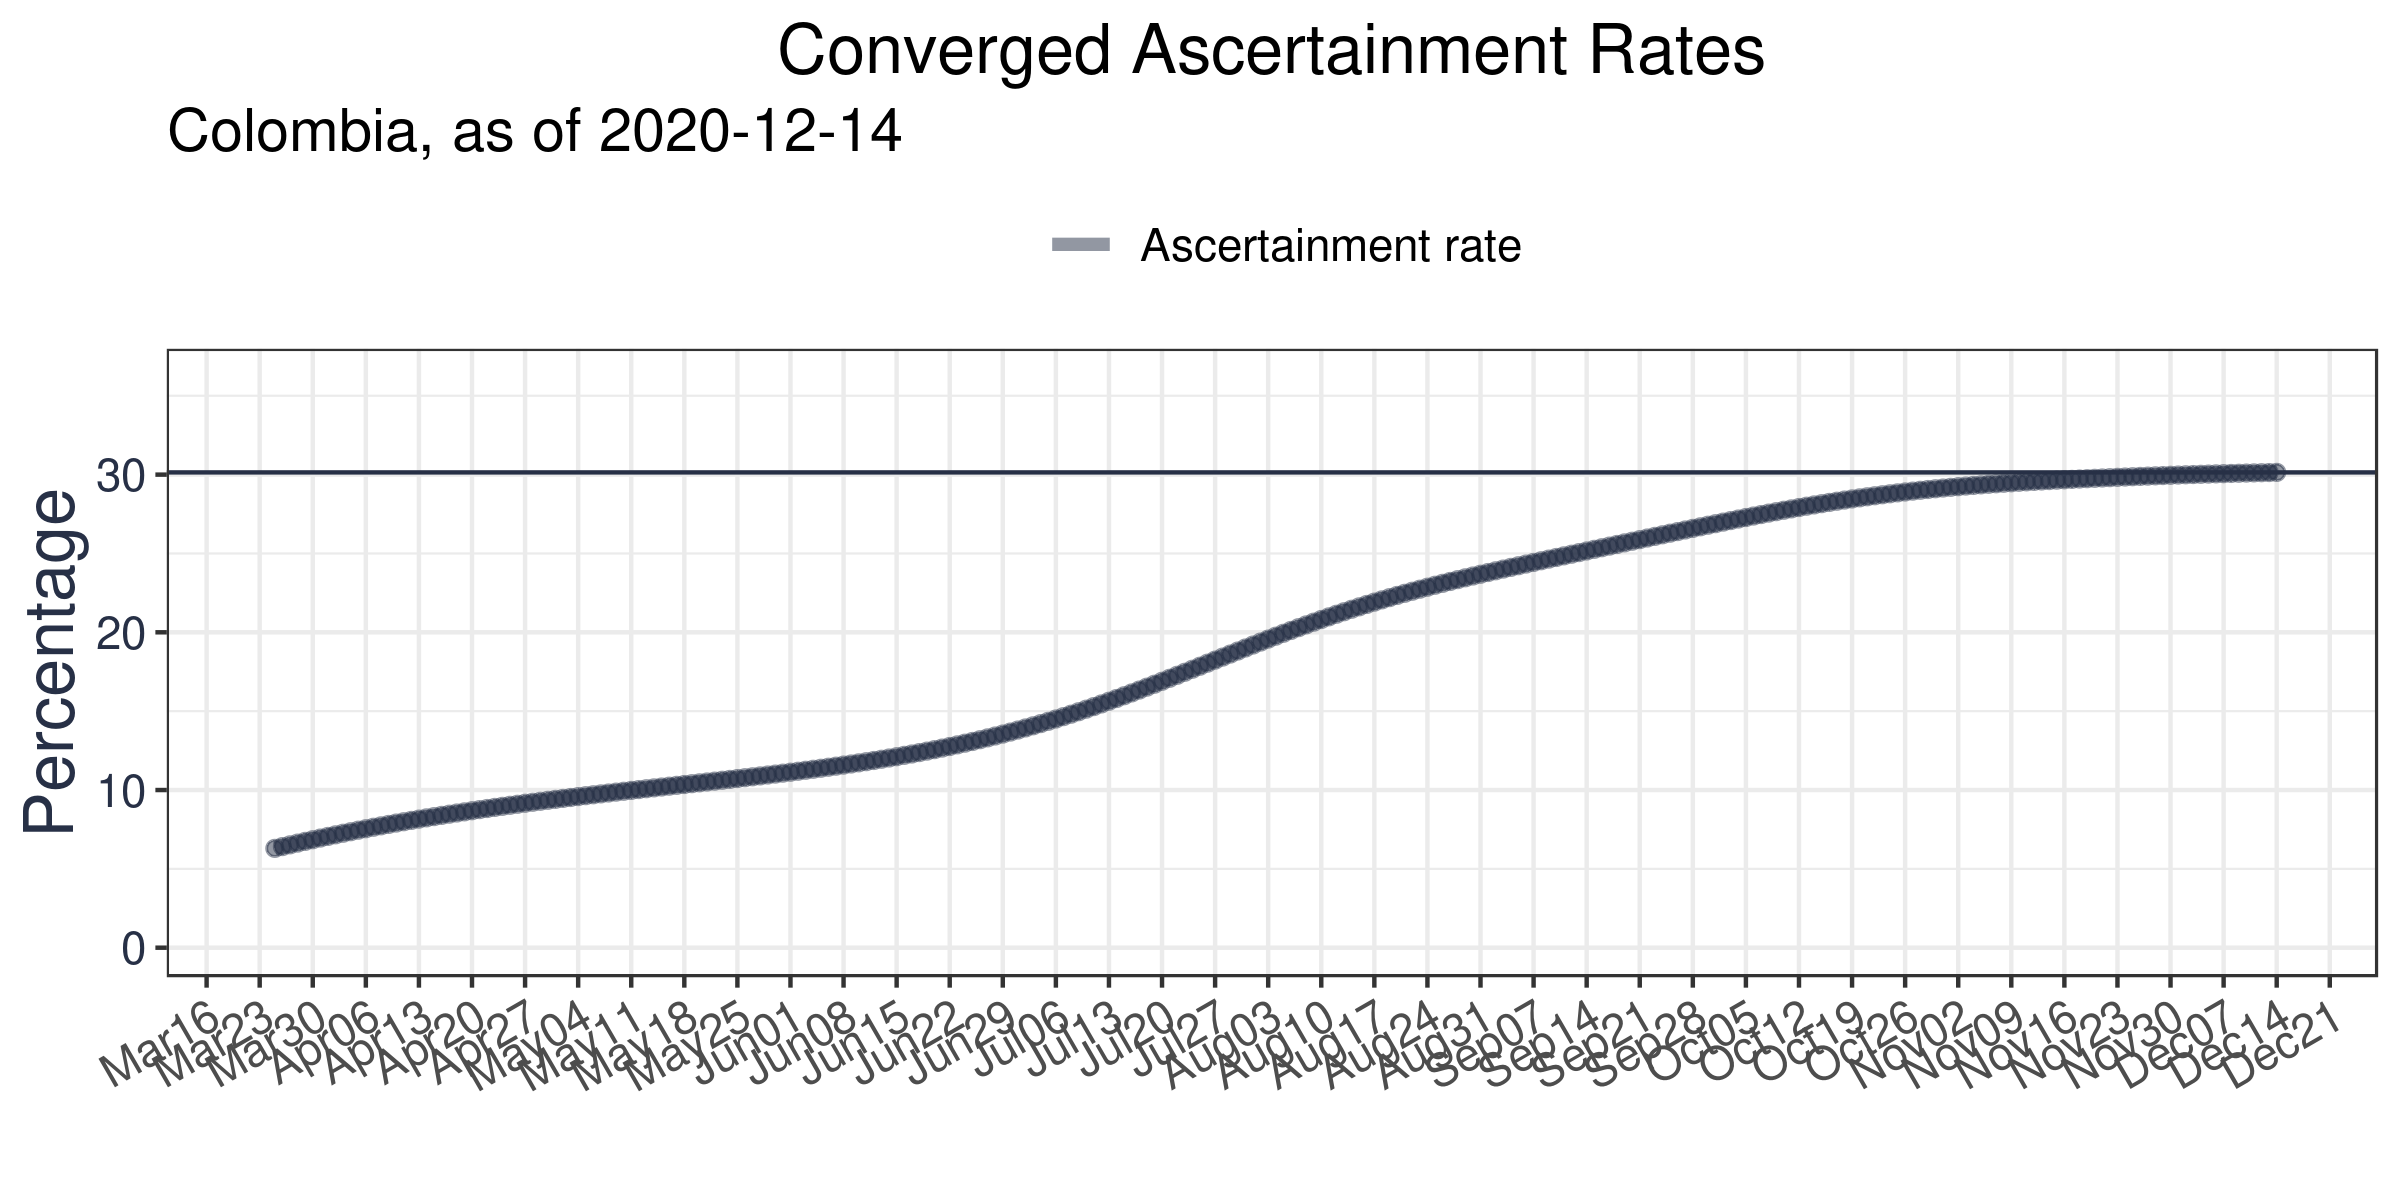 Converged Ascertainment Rates
Colombia, as of 2020-12-14
Ascertainment rate
Percentage
30
20
10
0
Mar16
Mar23
Mar30
Apr06
Apr13
Apr20
Apr27
May04
May11
May18
May25
Jun01
Jun08
Jun15
Jun22
Jun29
Jul06
Jul13
Jul20
Jul27
Aug03
Aug10
Aug17
Aug24
Aug31
Sep07
Sep14
Sep21
Sep28
Oct05
Oct12
Oct19
Oct26
Nov02
Nov09
Nov16
Nov23
Nov30
Dec07
Dec14
Dec21